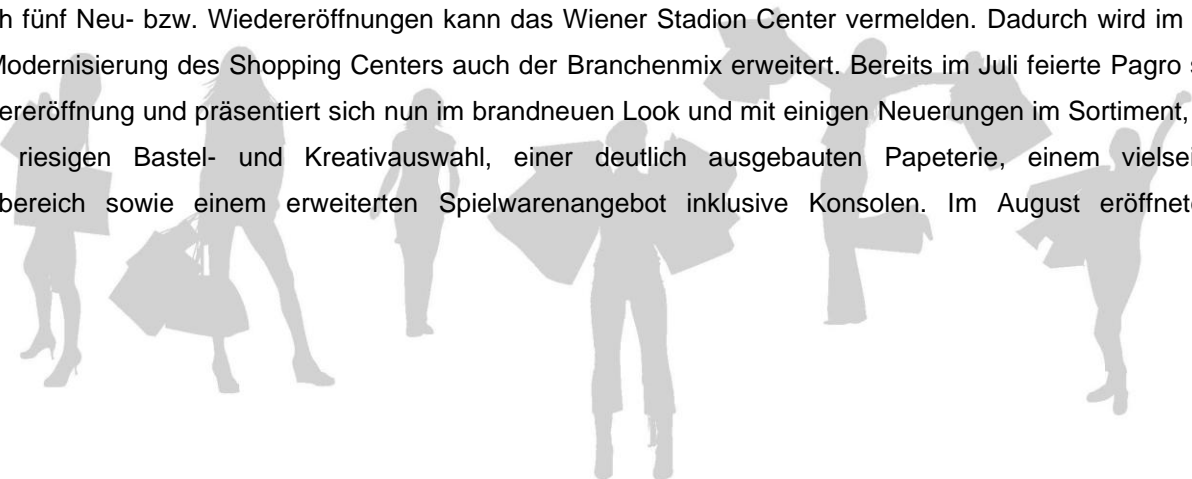 h fünf Neu- bzw. Wiedereröffnungen kann das Wiener Stadion Center vermelden. Dadurch wird im
Modernisierung des Shopping Centers auch der Branchenmix erweitert. Bereits im Juli feierte Pagro s
ereröffnung und präsentiert sich nun im brandneuen Look und mit einigen Neuerungen im Sortiment,
riesigen Bastel- und Kreativauswahl, einer deutlich ausgebauten Papeterie, einem vielsei
bereich sowie einem erweiterten Spielwarenangebot inklusive Konsolen. Im August eröffnet